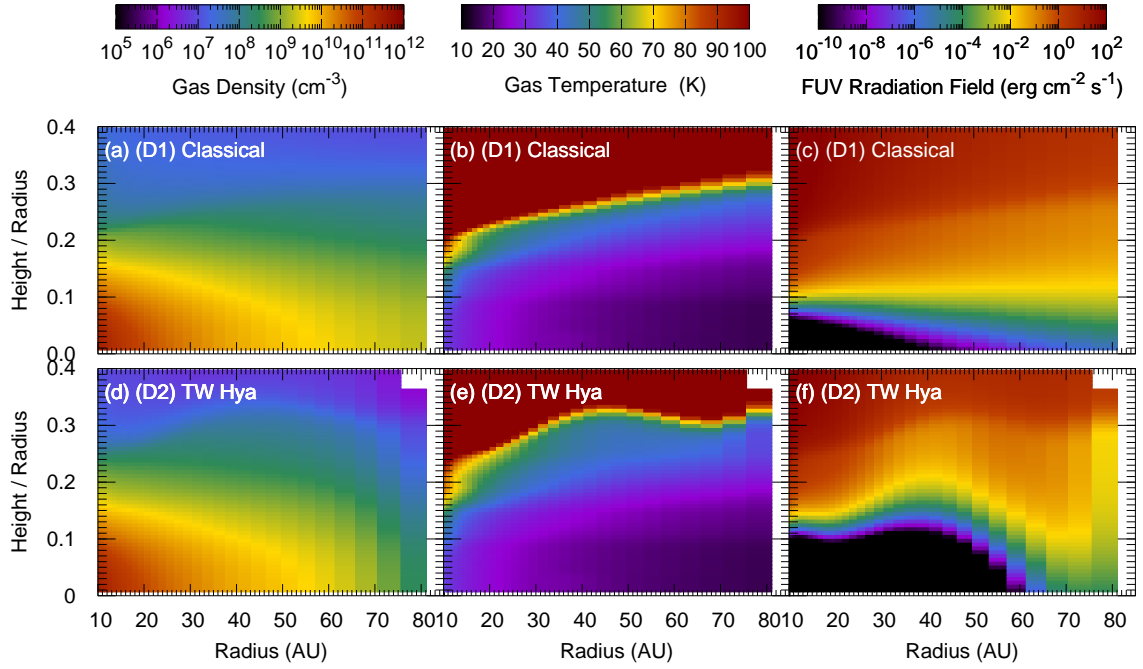 10^5 10^6 10^7 10^8 10^9 10^10 10^11 10^12
Gas Density (cm^-3)
10 20 30 40 50 60 70 80 90 100
Gas Temperature (K)
10^-10 10^-8 10^-6 10^-4 10^-2 10^0 10^2
FUV Rradiation Field (erg cm^-2 s^-1)
0.4
0.3
0.2
0.1
0.0
Height / Radius
(a) (D1) Classical
(b) (D1) Classical
(c) (D1) Classical
0.4
0.3
0.2
0.1
0
Height / Radius
(d) (D2) TW Hya
(e) (D2) TW Hya
(f) (D2) TW Hya
10 20 30 40 50 60 70 80
Radius (AU)
10 20 30 40 50 60 70 80
Radius (AU)
10 20 30 40 50 60 70 80
Radius (AU)